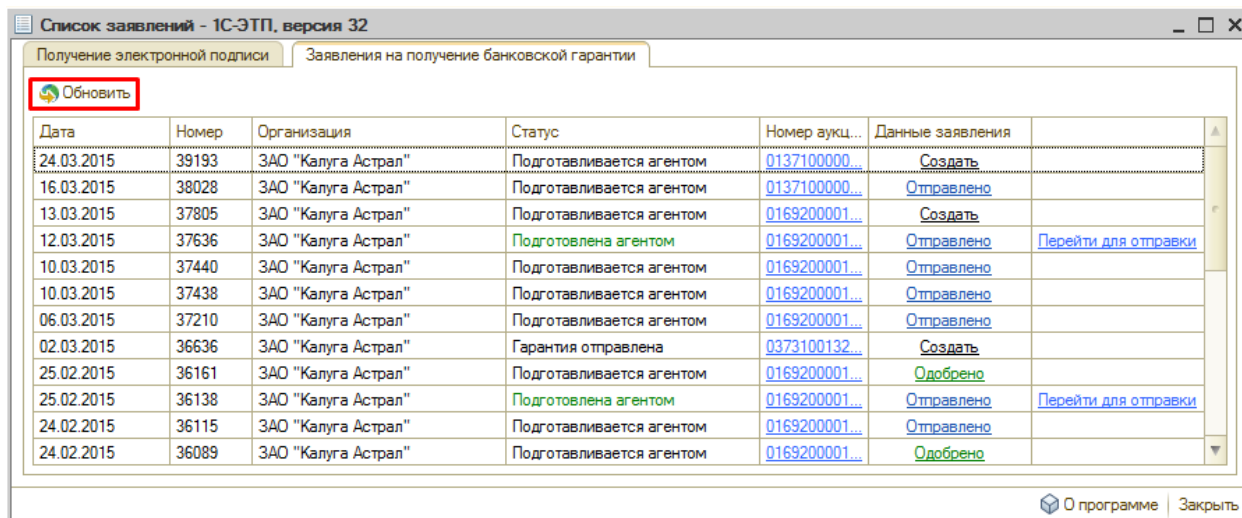 Список заявлений - 1С-ЭТП, версия 32
Получение электронной подписи Заявления на получение банковской гарантии
Обновить
Дата Номер Организация Статус Номер аукц... Данные заявления
24.03.2015 39193 ЗАО "Калуга Астрал" Подготавливается агентом 0137100000... Создать
16.03.2015 38028 ЗАО "Калуга Астрал" Подготавливается агентом 0137100000... Отправлено
13.03.2015 37805 ЗАО "Калуга Астрал" Подготавливается агентом 0169200001... Создать
12.03.2015 37636 ЗАО "Калуга Астрал" Подготовлена агентом 0169200001... Отправлено Перейти для отправки
10.03.2015 37440 ЗАО "Калуга Астрал" Подготавливается агентом 0169200001... Отправлено
10.03.2015 37438 ЗАО "Калуга Астрал" Подготавливается агентом 0169200001... Отправлено
06.03.2015 37210 ЗАО "Калуга Астрал" Подготавливается агентом 0169200001... Отправлено
02.03.2015 36636 ЗАО "Калуга Астрал" Гарантия отправлена 0373100132... Создать
25.02.2015 36161 ЗАО "Калуга Астрал" Подготавливается агентом 0169200001... Одобрено
25.02.2015 36138 ЗАО "Калуга Астрал" Подготовлена агентом 0169200001... Отправлено Перейти для отправки
24.02.2015 36115 ЗАО "Калуга Астрал" Подготавливается агентом 0169200001... Отправлено
24.02.2015 36089 ЗАО "Калуга Астрал" Подготавливается агентом 0169200001... Одобрено
О программе Закрыть